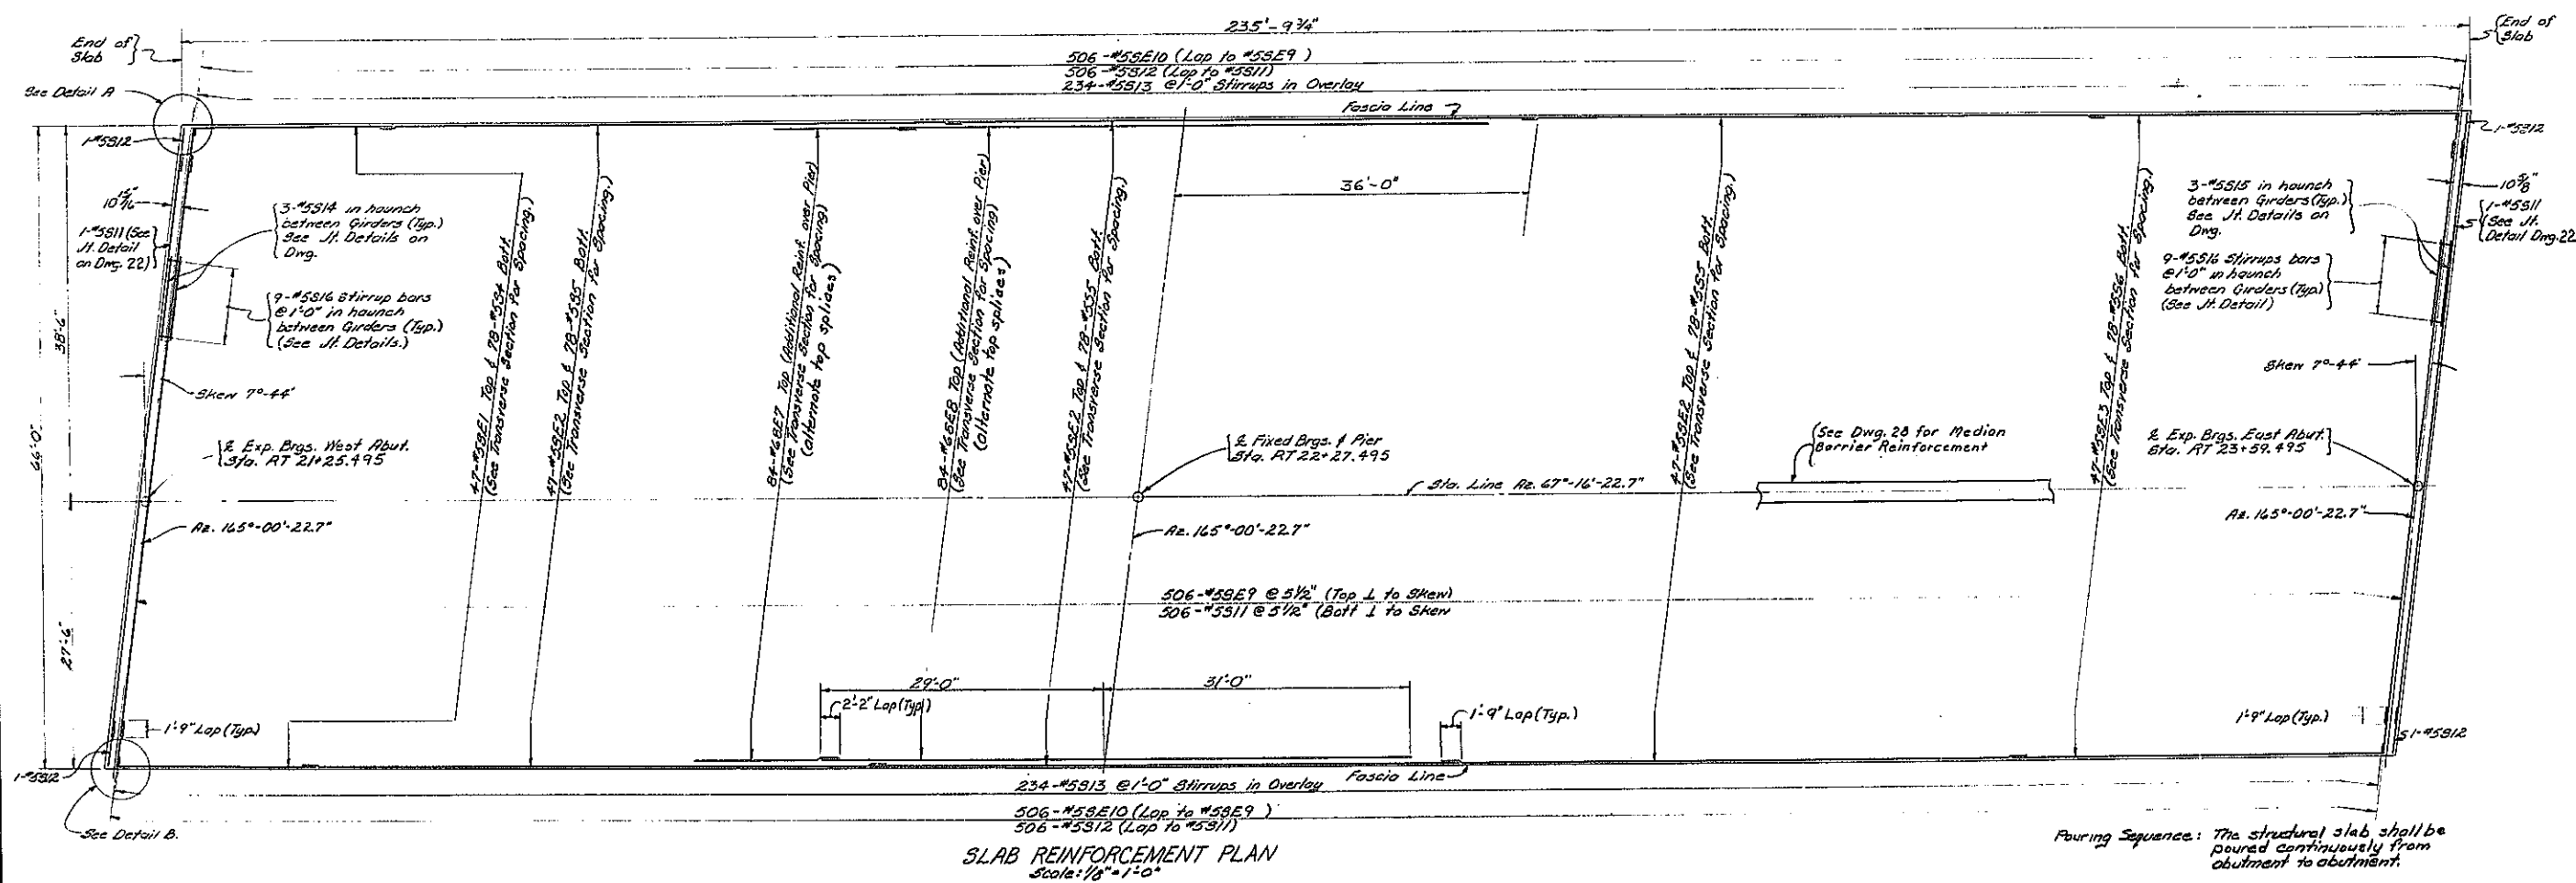 235'-9 3/4"
End of
Slab
506-#5SE10 (Lap to #5SE9 )
506-#5S12 (Lap to #5S11)
234-#5S13 @1'-0" Stirrups in Overlay
End of
Slab
See Detail A
Fascia Line
1-#5S12
1-#5S12
10 5/16"
36'-0"
10 5/8"
3-#5S14 in haunch
between Girders (Typ.)
See Jt. Details on
Dwg.
3-#5S15 in haunch
between Girders (Typ.)
See Jt. Details on
Dwg.
1-#5S11 (See
Jt. Detail
on Dwg. 22)
1-#5S11
(See Jt.
Detail Dwg. 22
9-#5S16 Stirrup bars
@1'-0" in haunch
between Girders (Typ.)
(See Jt. Details.)
9-#5S16 Stirrups bars
@1'-0" in haunch
between Girders (Typ.)
(See Jt. Detail)
47-#5SE1 Top & 78-#5S4 Bott.
(See Transverse Section for Spacing.)
47-#5SE2 Top & 78-#5S5 Bott.
(See Transverse Section for Spacing.)
84-#6SE7 Top (Additional Reinf. over Pier)
(See Transverse Section for Spacing)
(alternate top splices)
84-#6SE8 Top (Additional Reinf. over Pier)
(See Transverse Section for Spacing)
(alternate top splices)
47-#5SE2 Top & 78-#5S5 Bott.
(See Transverse Section for Spacing.)
47-#5SE2 Top & 78-#5S5 Bott.
(See Transverse Section for Spacing.)
47-#5SE3 Top & 78-#5S6 Bott.
(See Transverse Section for Spacing.)
38'-6"
66'-0"
27'-6"
Skew 7°-44'
Skew 7°-44'
℄ Exp. Brgs. West Abut.
Sta. RT 21+25.495
℄ Fixed Brgs. & Pier
Sta. RT 22+27.495
(See Dwg. 28 for Median
Barrier Reinforcement
℄ Exp. Brgs. East Abut.
Sta. RT 23+59.495
Sta. Line Az. 67°-16'-22.7"
Az. 165°-00'-22.7"
Az. 165°-00'-22.7"
Az. 165°-00'-22.7"
506-#5SE9 @ 5 1/2" (Top ⊥ to Skew)
506-#5S11 @ 5 1/2" (Bott ⊥ to Skew
29'-0"
31'-0"
2'-2" Lap (Typ.)
1'-9" Lap (Typ.)
1'-9" Lap (Typ)
1'-9" Lap (Typ.)
1-#5S12
1-#5S12
Fascia Line
234-#5S13 @1'-0" Stirrups in Overlay
506-#5SE10 (Lap to #5SE9 )
506-#5S12 (Lap to #5S11)
See Detail B.
SLAB REINFORCEMENT PLAN
Scale: 1/8"=1'-0"
Pouring Sequence: The structural slab shall be
poured continuously from
abutment to abutment.